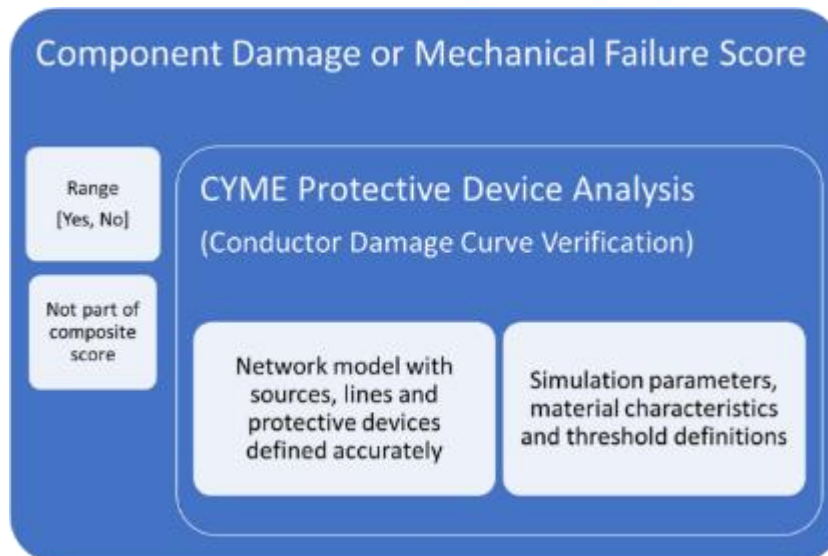 Component Damage or Mechanical Failure Score
Range
[Yes, No]
Not part of
composite
score
CYME Protective Device Analysis
(Conductor Damage Curve Verification)
Network model with
sources, lines and
protective devices
defined accurately
Simulation parameters,
material characteristics
and threshold definitions